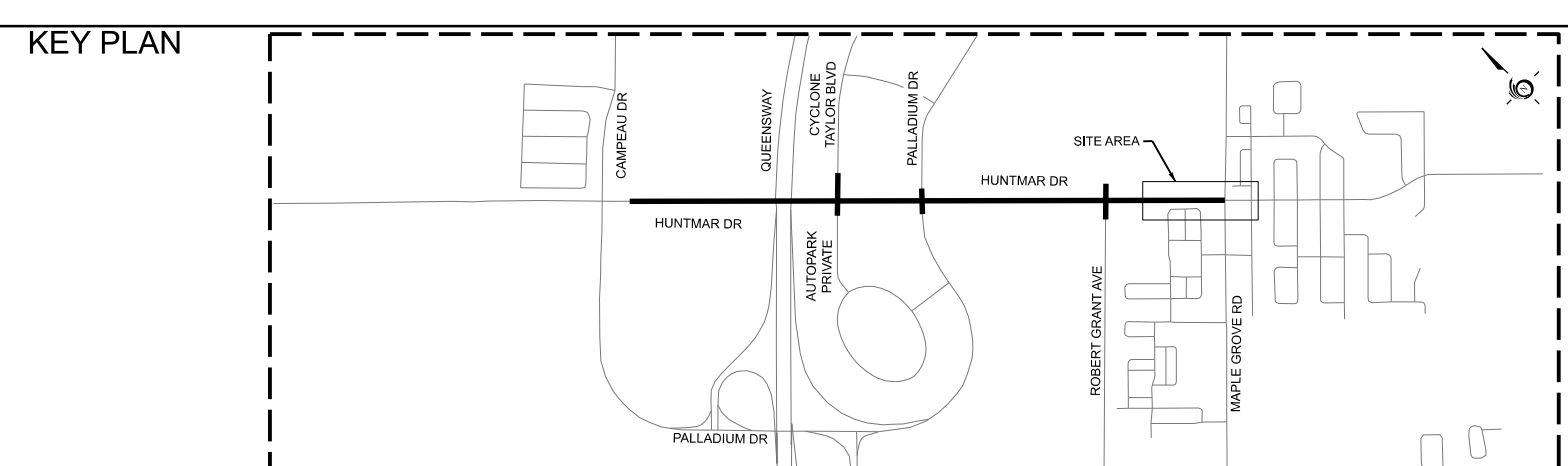 KEY PLAN
CAMPEAU DR
QUEENSWAY
CYCLONE
TAYLOR BLVD
PALLADIUM DR
SITE AREA
HUNTMAR DR
HUNTMAR DR
AUTOPARK
PRIVATE
ROBERT GRANT AVE
MAPLE GROVE RD
PALLADIUM DR